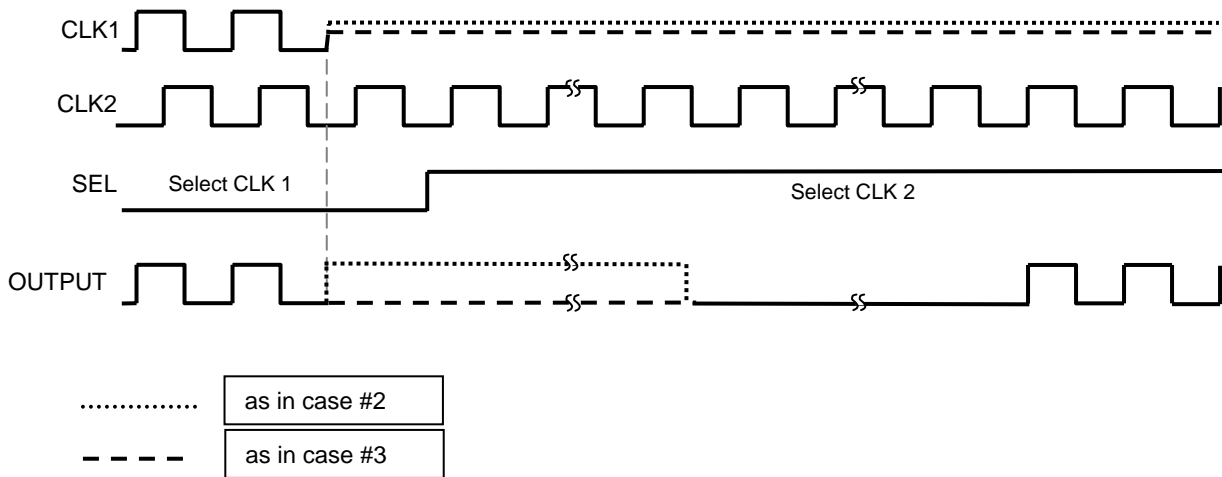 CLK1
CLK2
SEL
Select CLK 1
Select CLK 2
OUTPUT
as in case #2
as in case #3